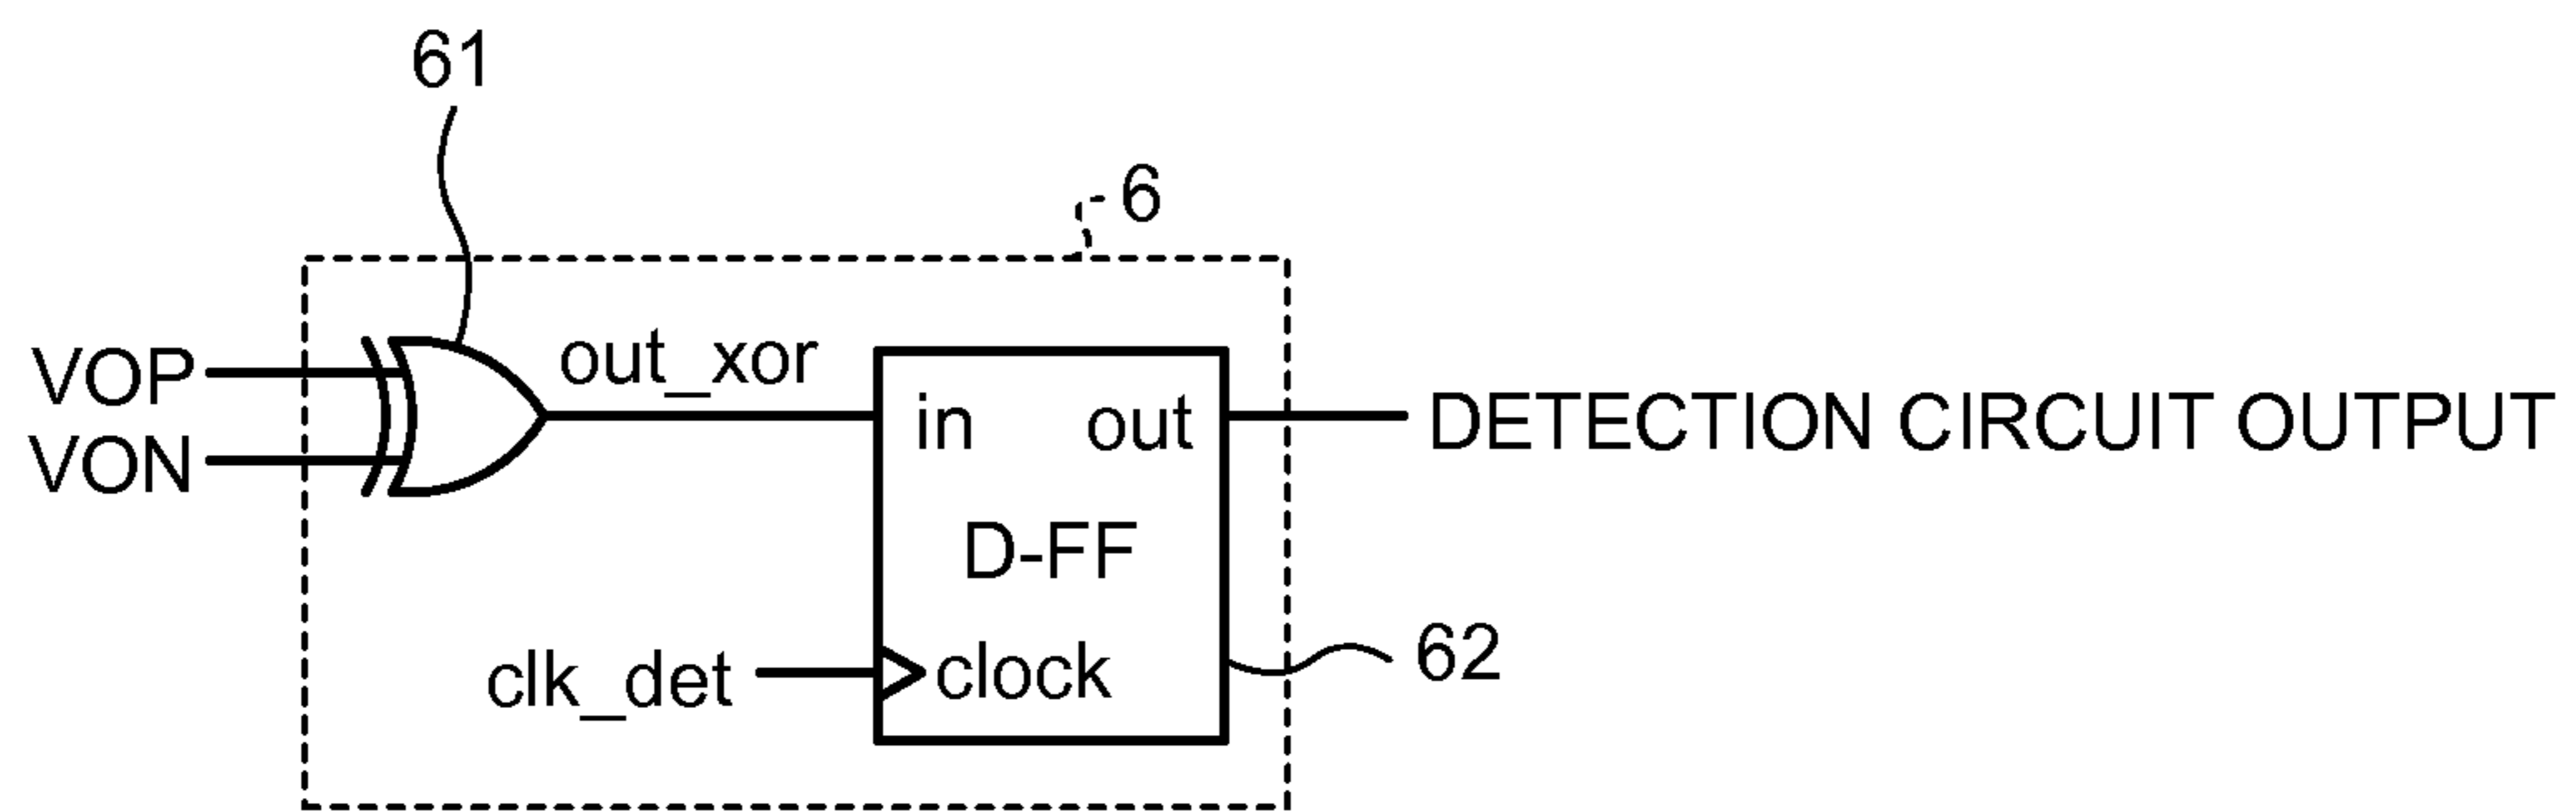 61
6
VOP
out_xor
in
out
DETECTION CIRCUIT OUTPUT
VON
D-FF
clk_det
clock
62